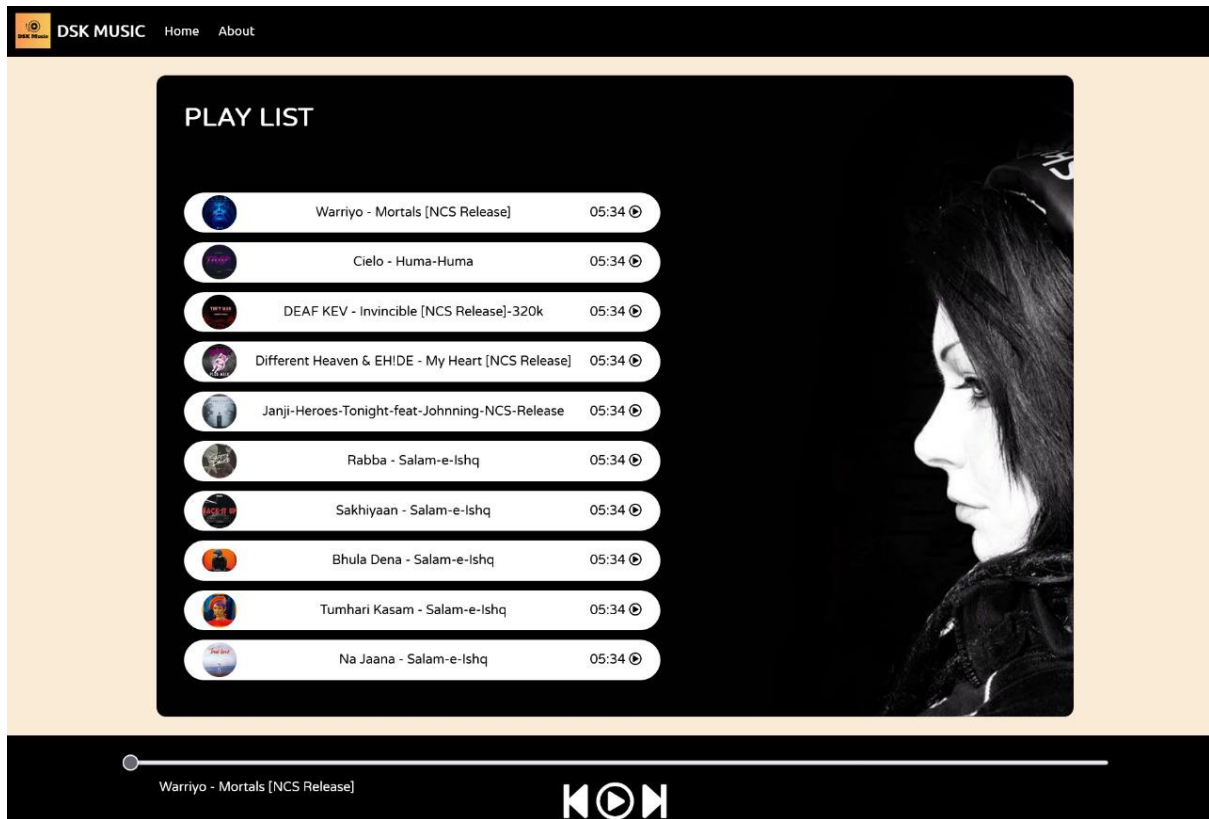 DSK Music
DSK MUSIC Home About
PLAY LIST
Warriyo - Mortals [NCS Release] 05:34
Cielo - Huma-Huma 05:34
DEAF KEV - Invincible [NCS Release]-320k 05:34
Different Heaven & EH!DE - My Heart [NCS Release] 05:34
Janji-Heroes-Tonight-feat-Johnning-NCS-Release 05:34
Rabba - Salam-e-Ishq 05:34
Sakhiyaan - Salam-e-Ishq 05:34
Bhula Dena - Salam-e-Ishq 05:34
Tumhari Kasam - Salam-e-Ishq 05:34
Na Jaana - Salam-e-Ishq 05:34
Warriyo - Mortals [NCS Release]